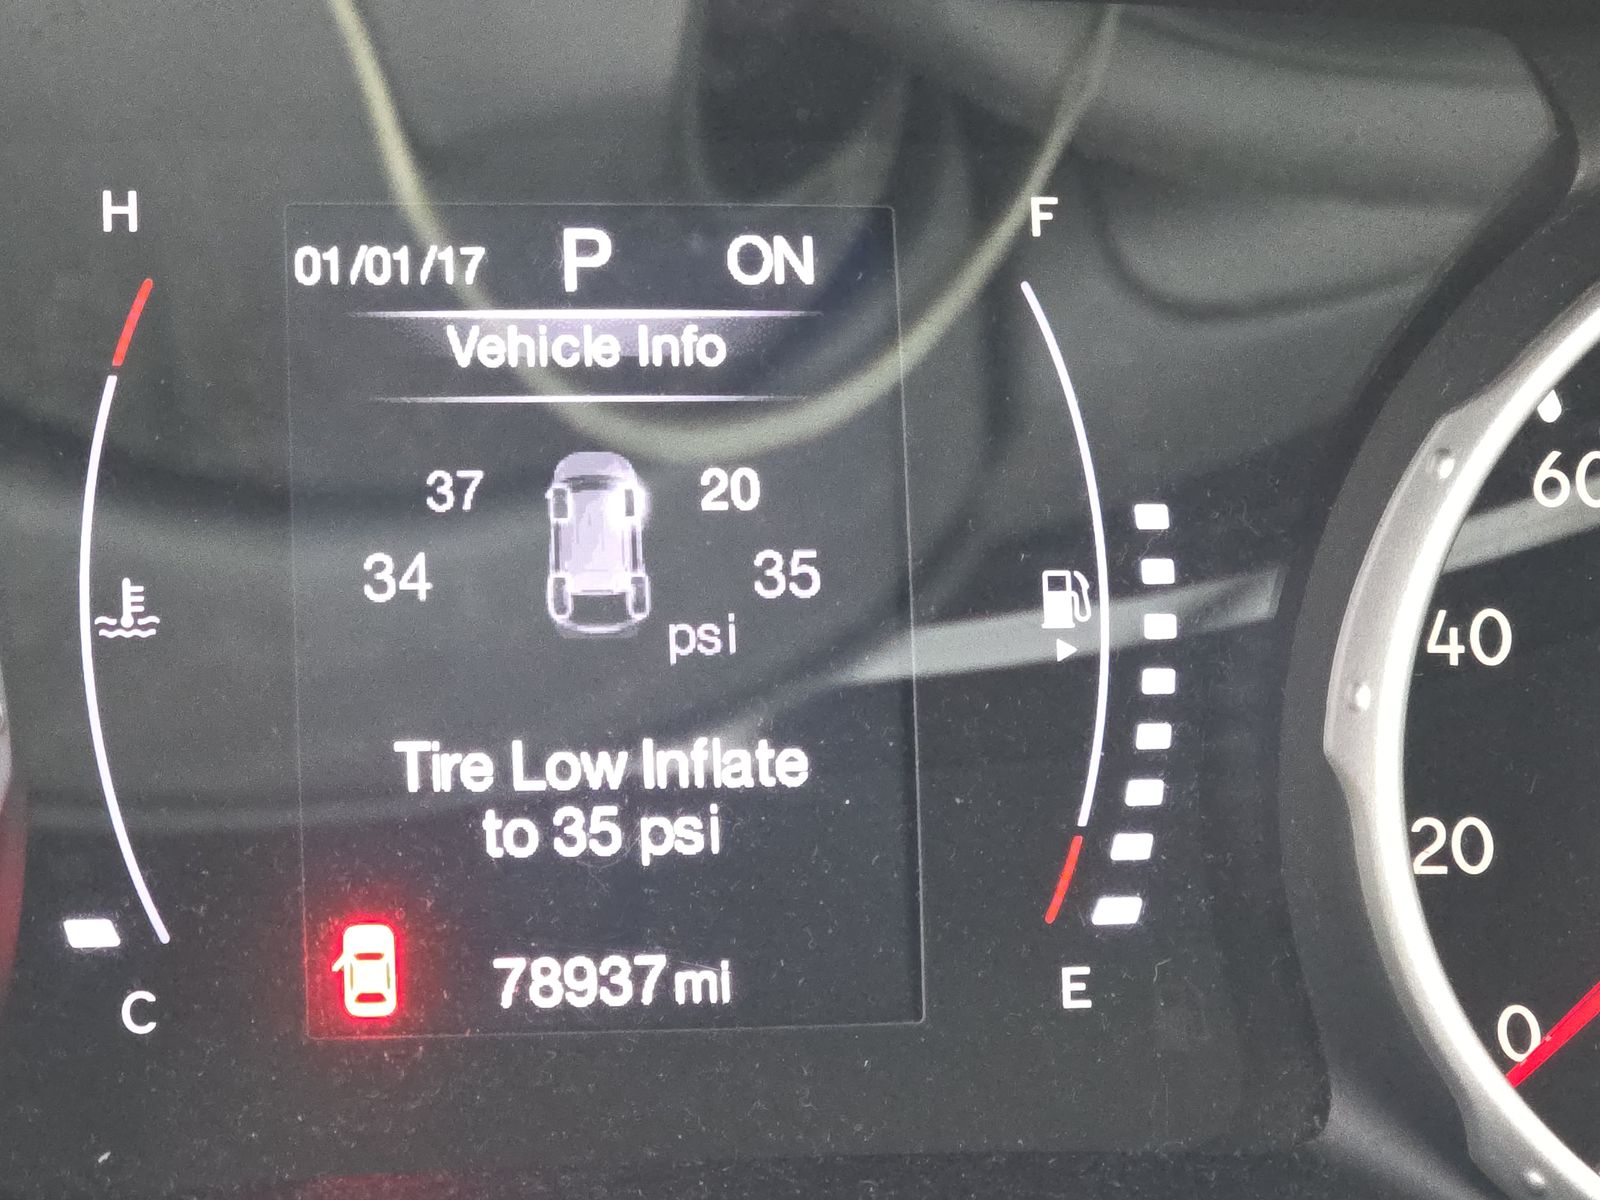 H
F
01/01/17 P ON
Vehicle Info
37 20
34 35
psi
Tire Low Inflate
to 35 psi
78937 mi
C
E
60
40
20
0